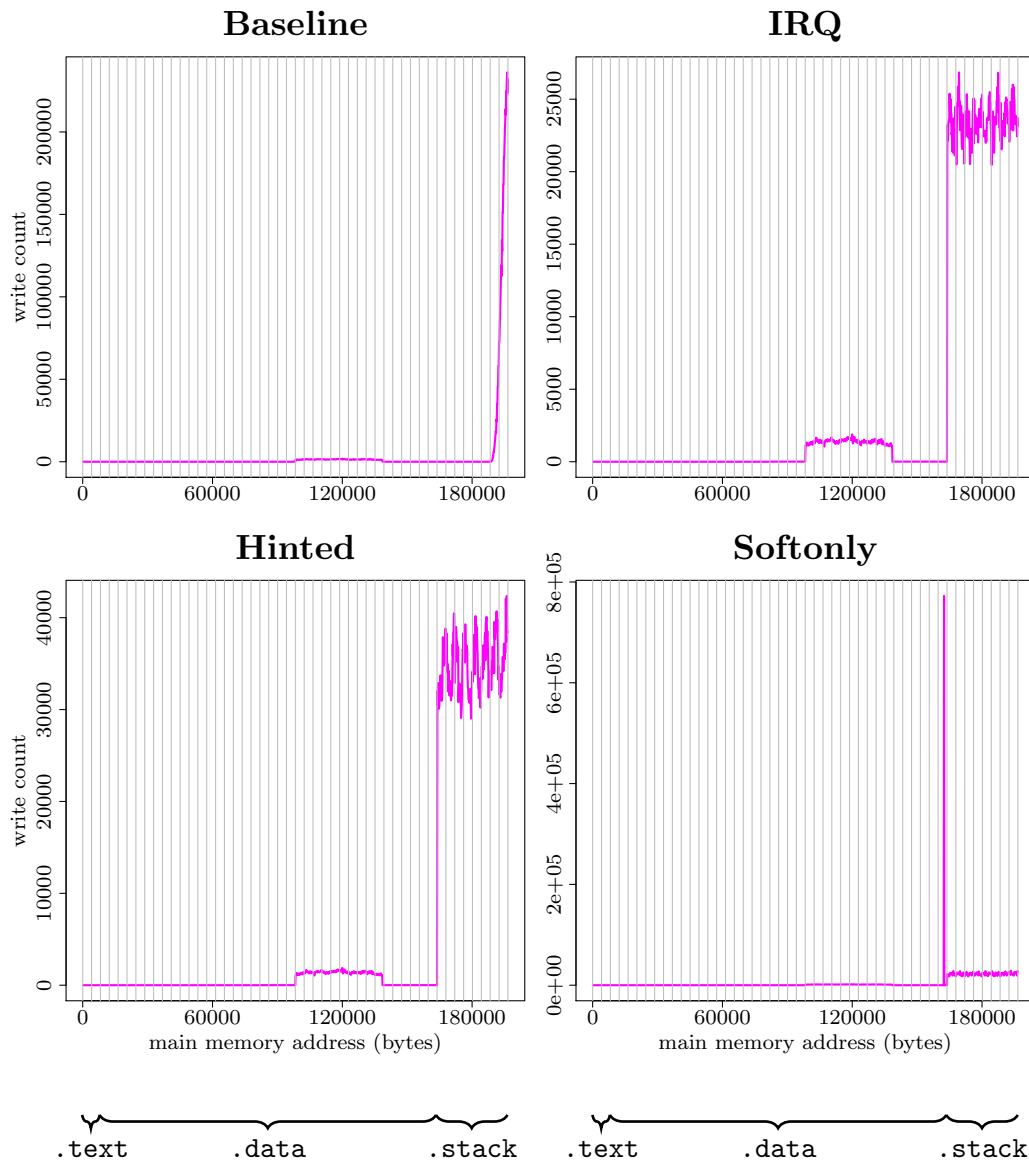 Baseline
IRQ
write count
0
50000
100000
150000
200000
0 60000 120000 180000
0
5000
10000
15000
20000
25000
0 60000 120000 180000
Hinted
Softonly
write count
0
10000
20000
30000
40000
0 60000 120000 180000
main memory address (bytes)
0e+00
2e+05
4e+05
6e+05
8e+05
0 60000 120000 180000
main memory address (bytes)
.text .data .stack
.text .data .stack